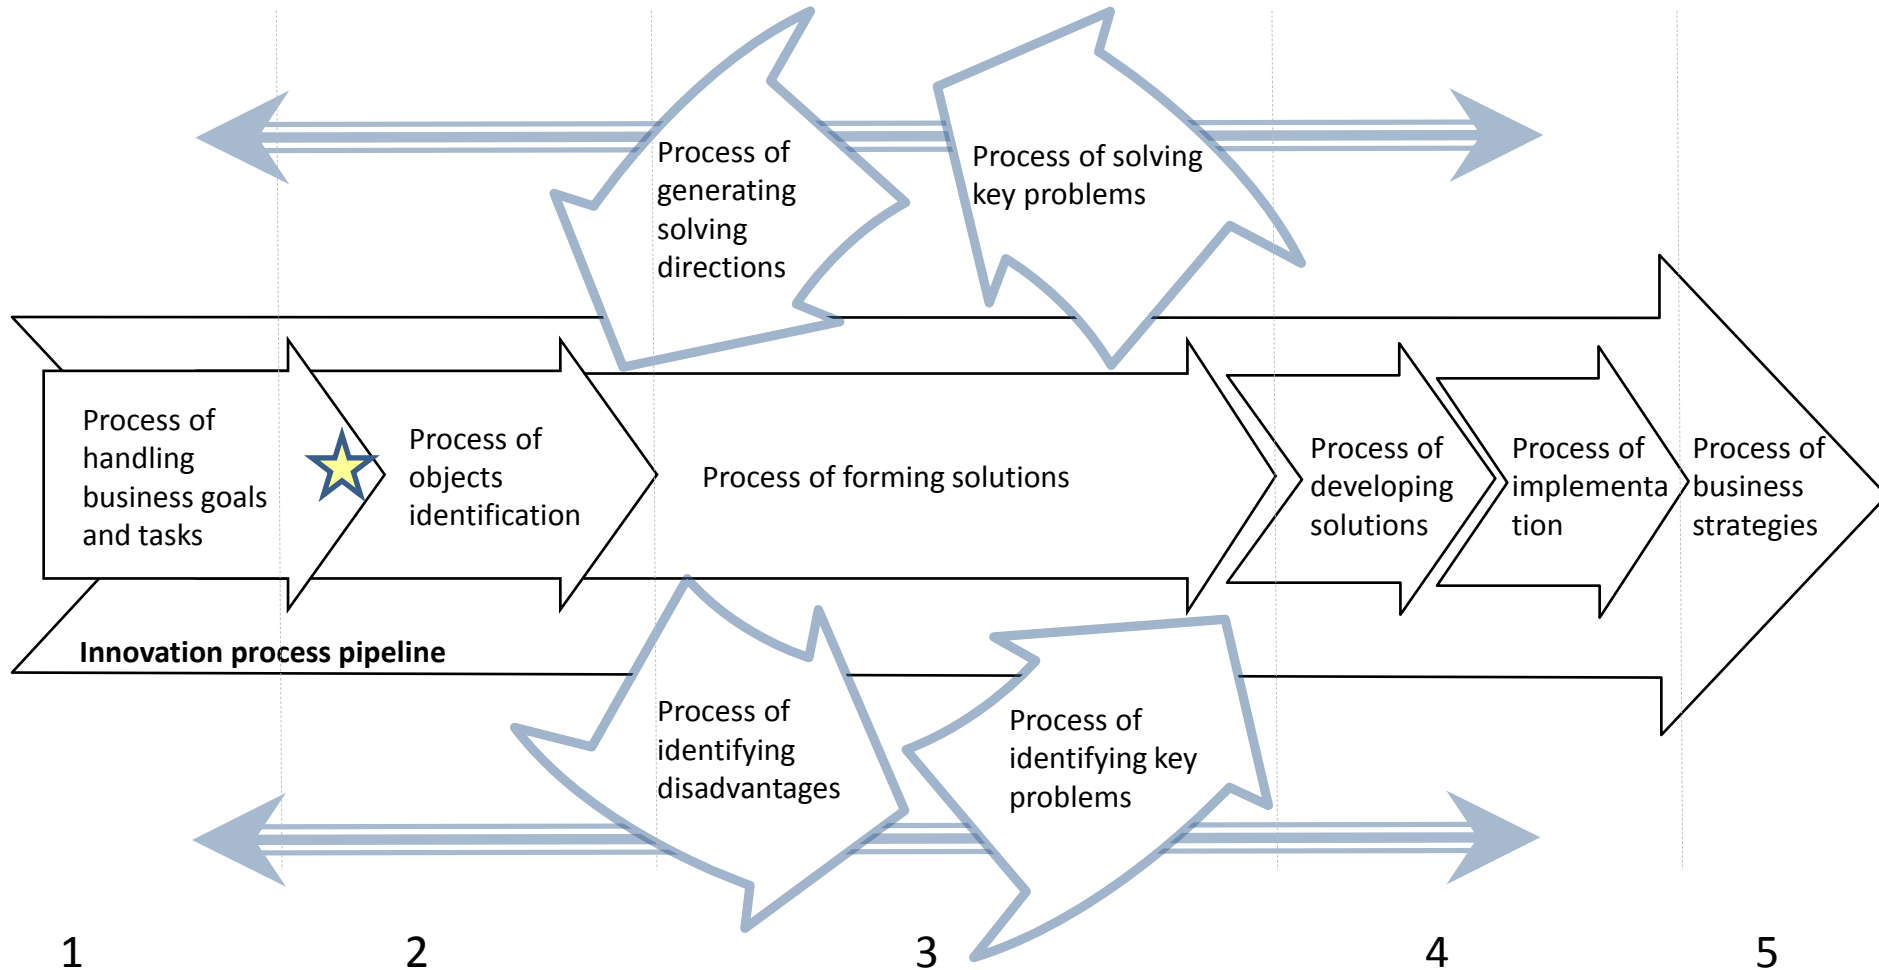 Process of
generating
solving
directions
Process of solving
key problems
Process of
handling
business goals
and tasks
Process of
objects
identification
Process of forming solutions
Process of
developing
solutions
Process of
implementa
tion
Process of
business
strategies
Innovation process pipeline
Process of
identifying
disadvantages
Process of
identifying key
problems
1
2
3
4
5